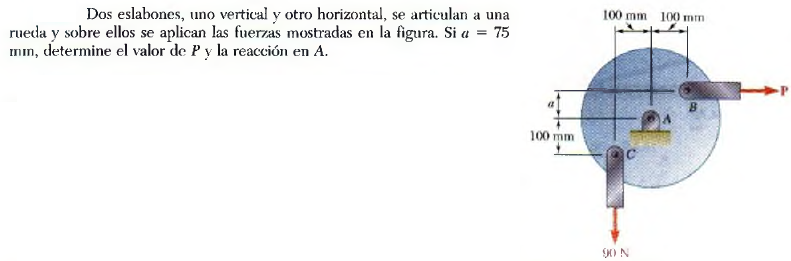 Dos eslabones, uno vertical y otro horizontal, se articulan a una
rueda y sobre ellos se aplican las fuerzas mostradas en la figura. Si a = 75
mm, determine el valor de P y la reacción en A.
100 mm 100 mm
P
a
B
A
100 mm
C
90 N